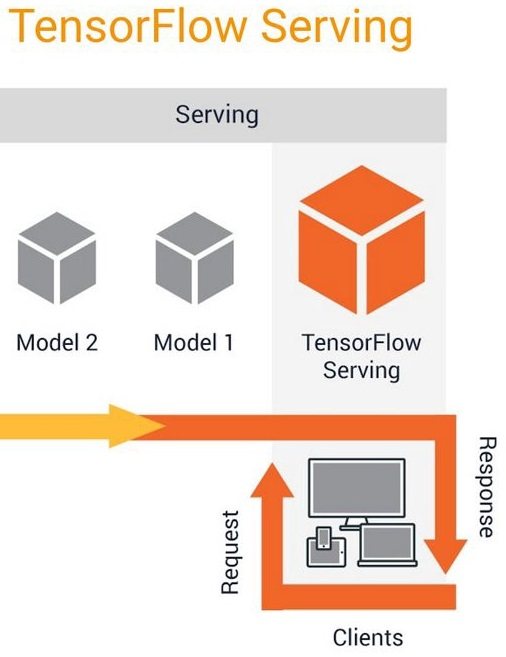 TensorFlow Serving
Serving
Model 2
Model 1
TensorFlow
Serving
Response
Request
Clients